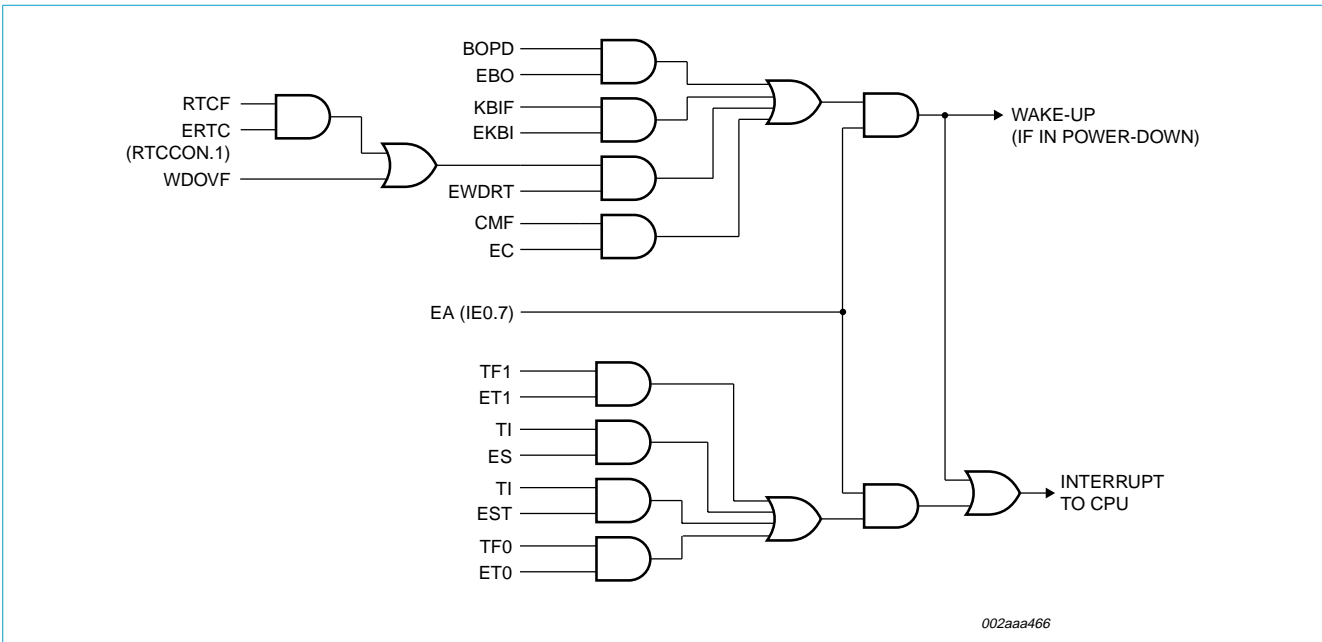 BOPD
EBO
RTCF
ERTC
(RTCCON.1)
WDOVF
KBIF
EKBI
EWDRT
CMF
EC
WAKE-UP
(IF IN POWER-DOWN)
EA (IE0.7)
TF1
ET1
TI
ES
TI
EST
TF0
ET0
INTERRUPT
TO CPU
002aaa466